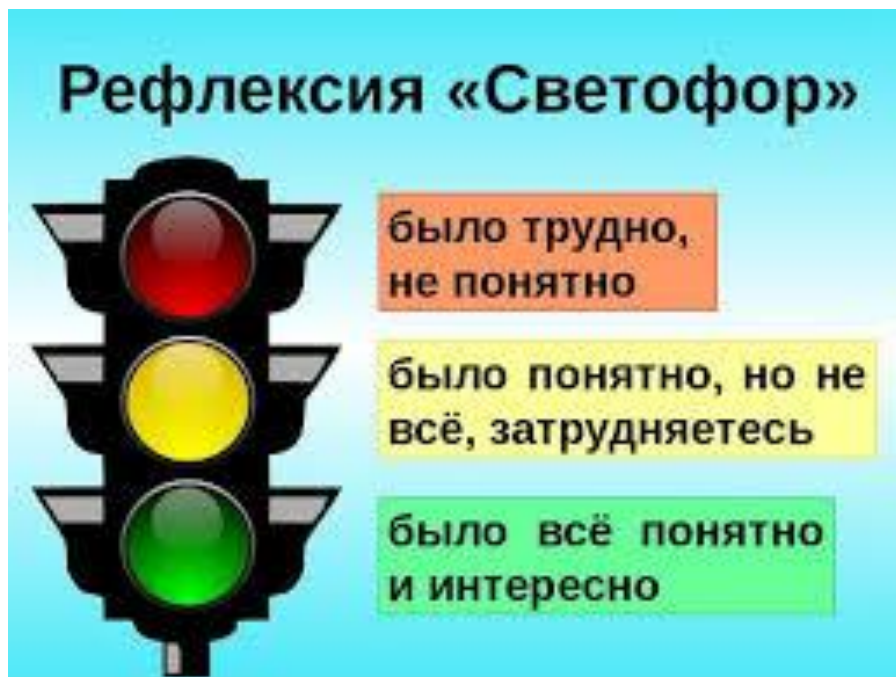 Рефлексия «Светофор»
было трудно,
не понятно
было понятно, но не
всё, затрудняетесь
было всё понятно
и интересно